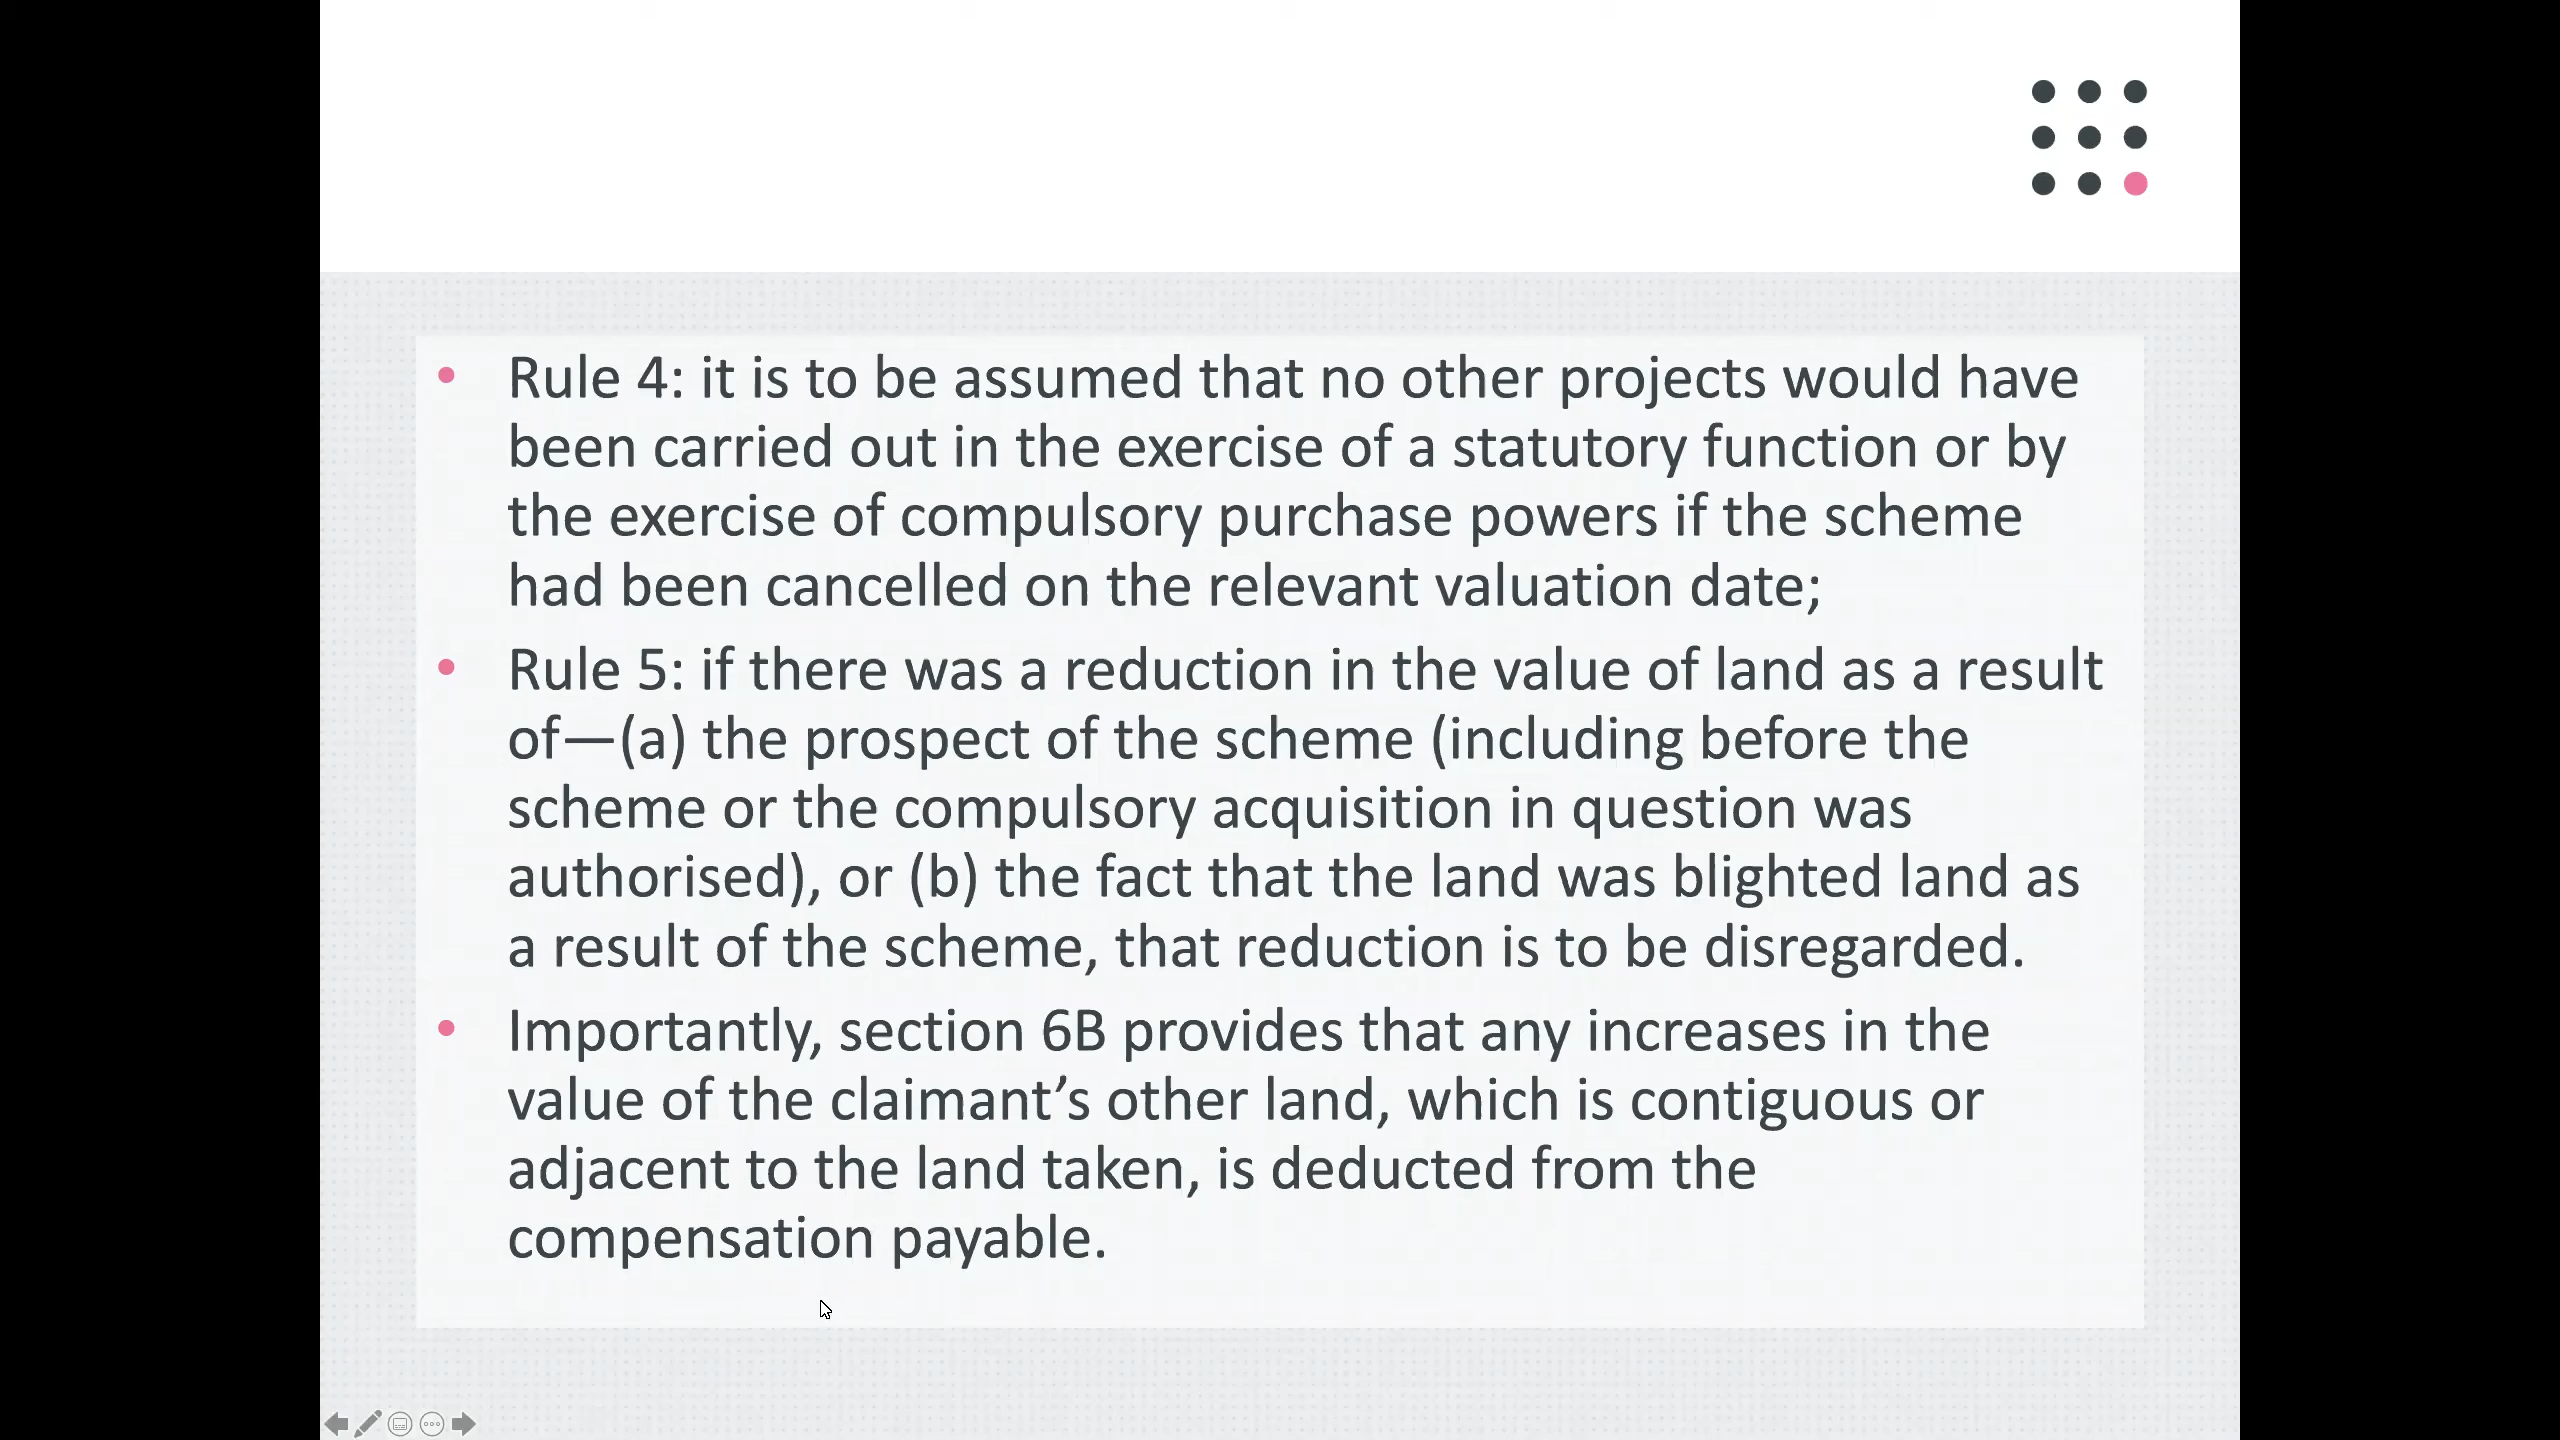 Rule 4: it is to be assumed that no other projects would have
been carried out in the exercise of a statutory function or by
the exercise of compulsory purchase powers if the scheme
had been cancelled on the relevant valuation date;
Rule 5: if there was a reduction in the value of land as a result
of—(a) the prospect of the scheme (including before the
scheme or the compulsory acquisition in question was
authorised), or (b) the fact that the land was blighted land as
a result of the scheme, that reduction is to be disregarded.
Importantly, section 6B provides that any increases in the
value of the claimant’s other land, which is contiguous or
adjacent to the land taken, is deducted from the
compensation payable.